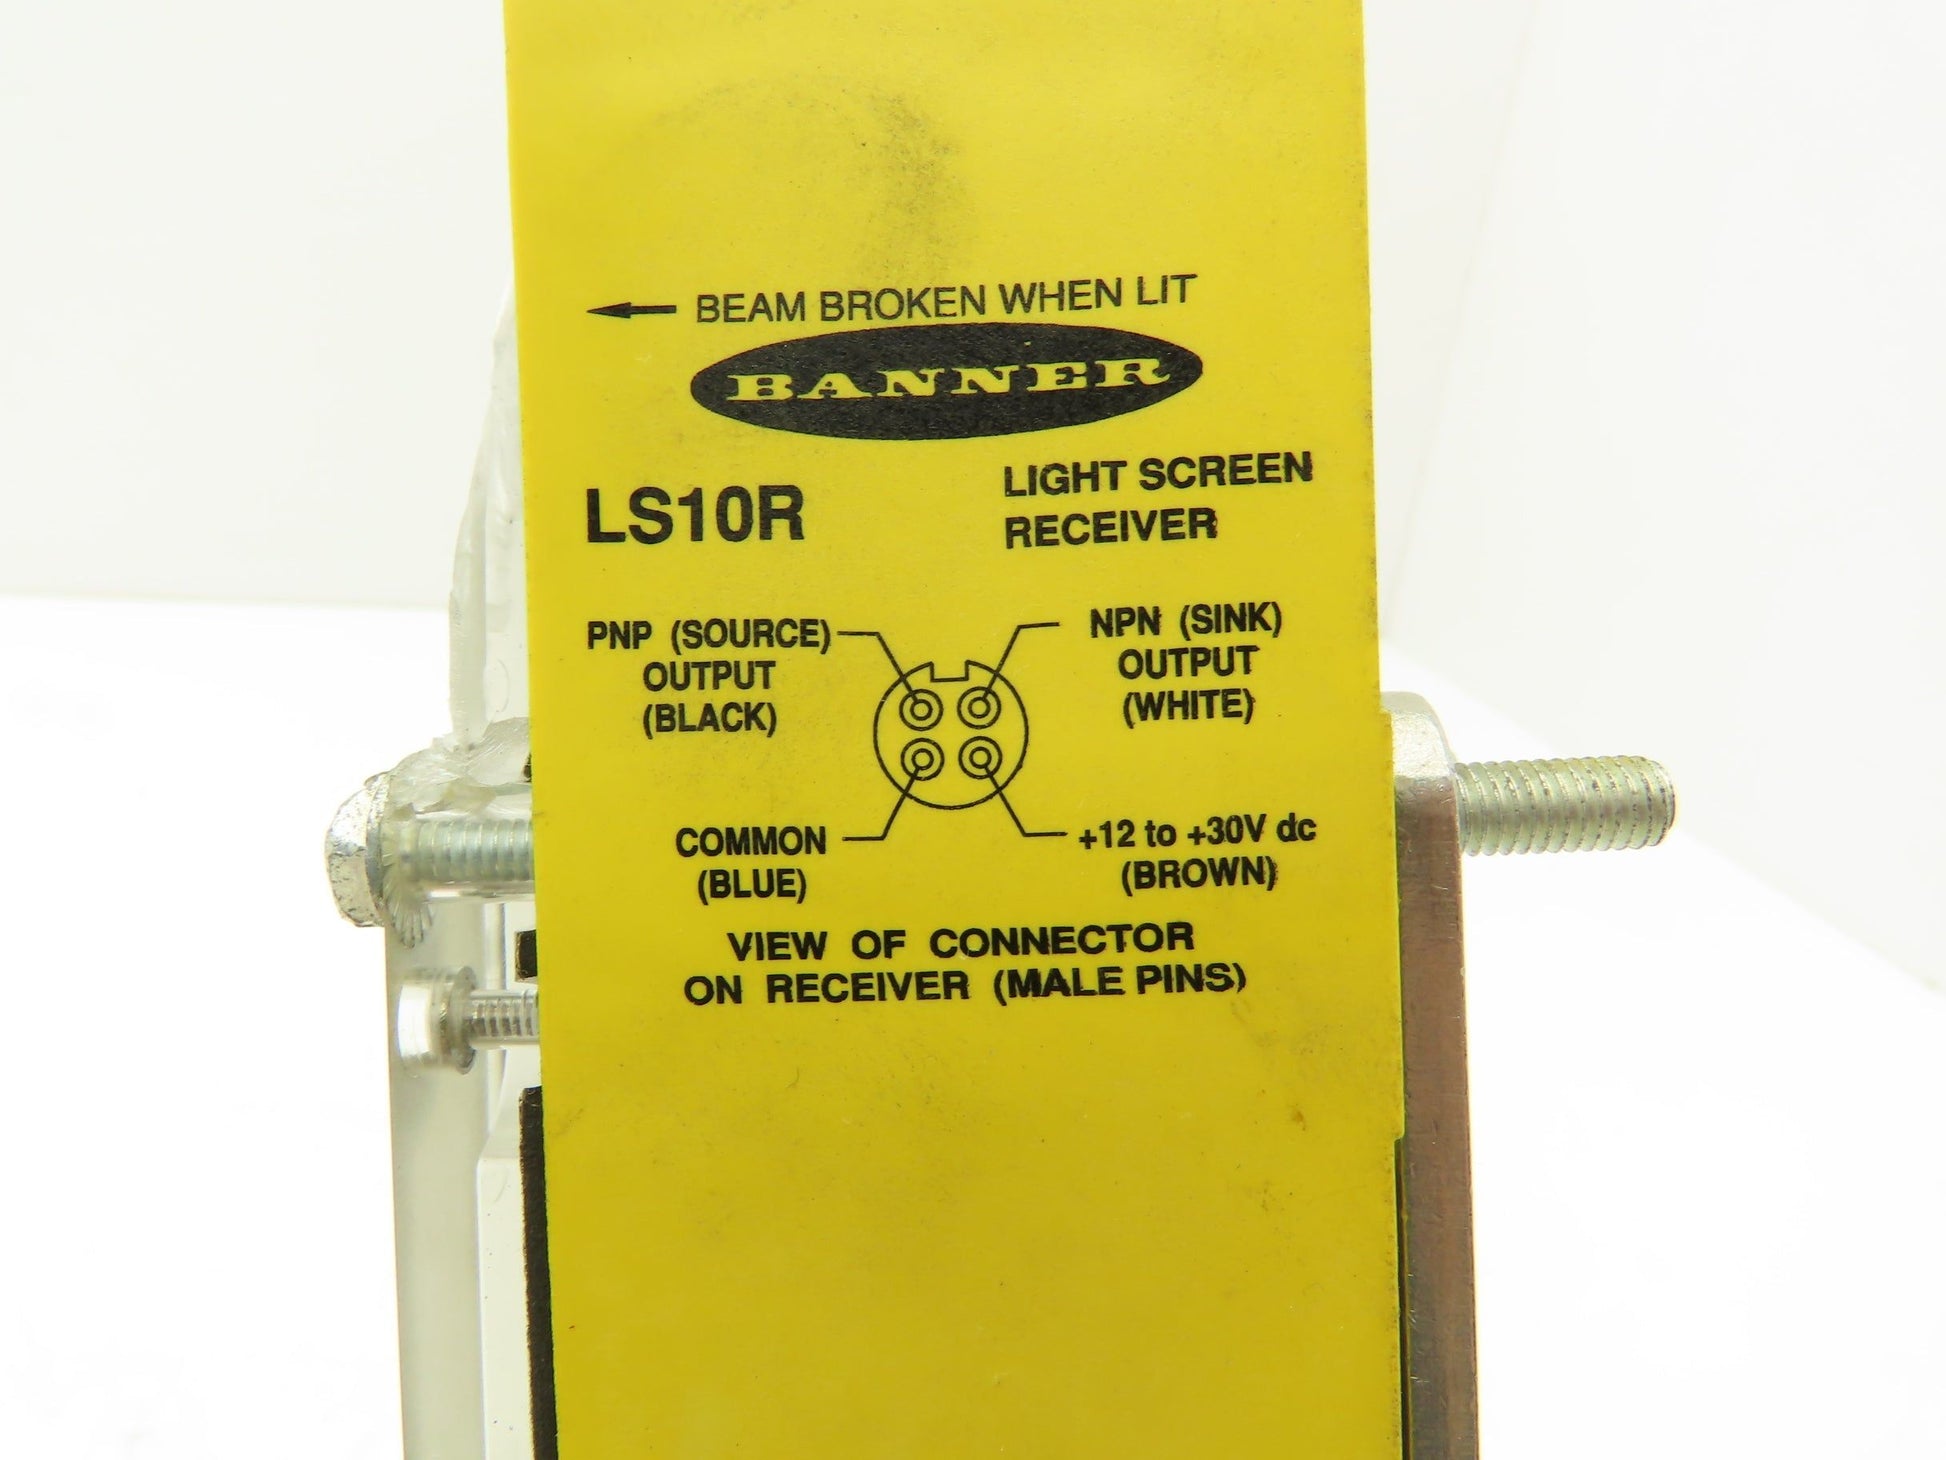 BEAM BROKEN WHEN LIT
BANNER
LS10R
LIGHT SCREEN
RECEIVER
PNP (SOURCE)
OUTPUT
(BLACK)
NPN (SINK)
OUTPUT
(WHITE)
COMMON
(BLUE)
+12 to +30V dc
(BROWN)
VIEW OF CONNECTOR
ON RECEIVER (MALE PINS)